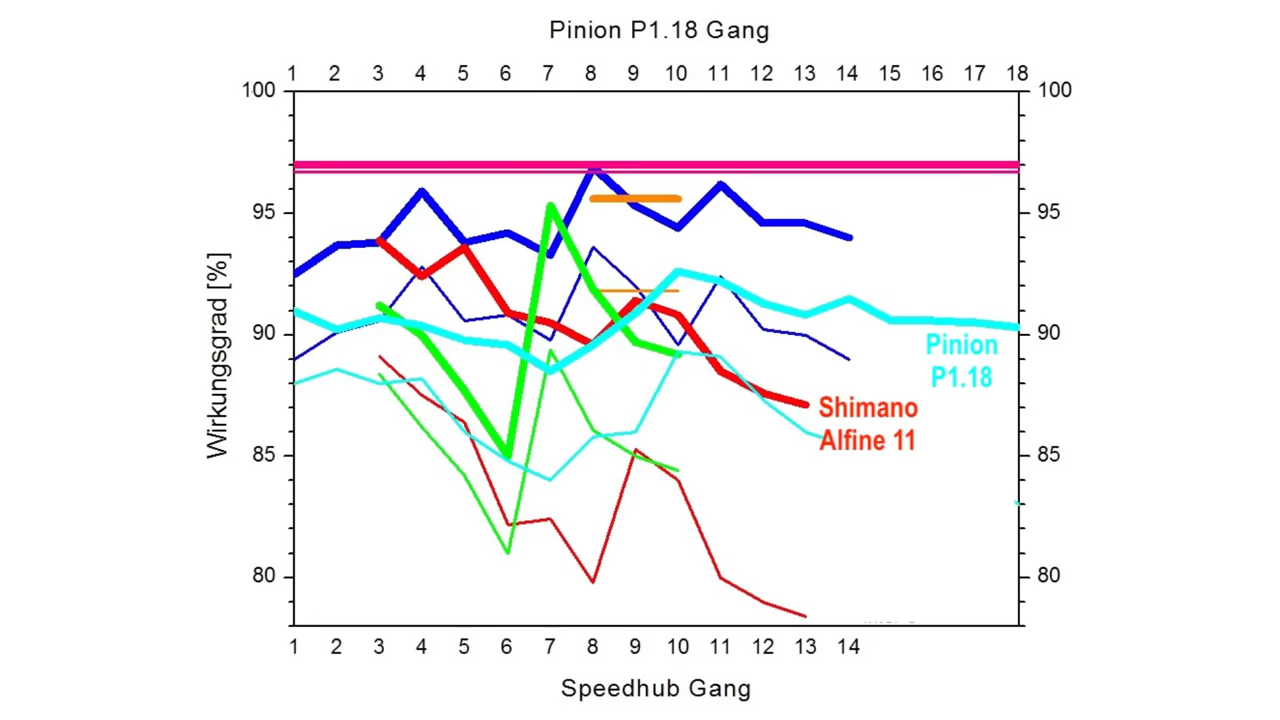 Pinion P1.18 Gang
1 2 3 4 5 6 7 8 9 10 11 12 13 14 15 16 17 18
100 100
95 95
90 90
Pinion
P1.18
Shimano
Alfine 11
85 85
80 80
Wirkungsgrad [%]
1 2 3 4 5 6 7 8 9 10 11 12 13 14
Speedhub Gang